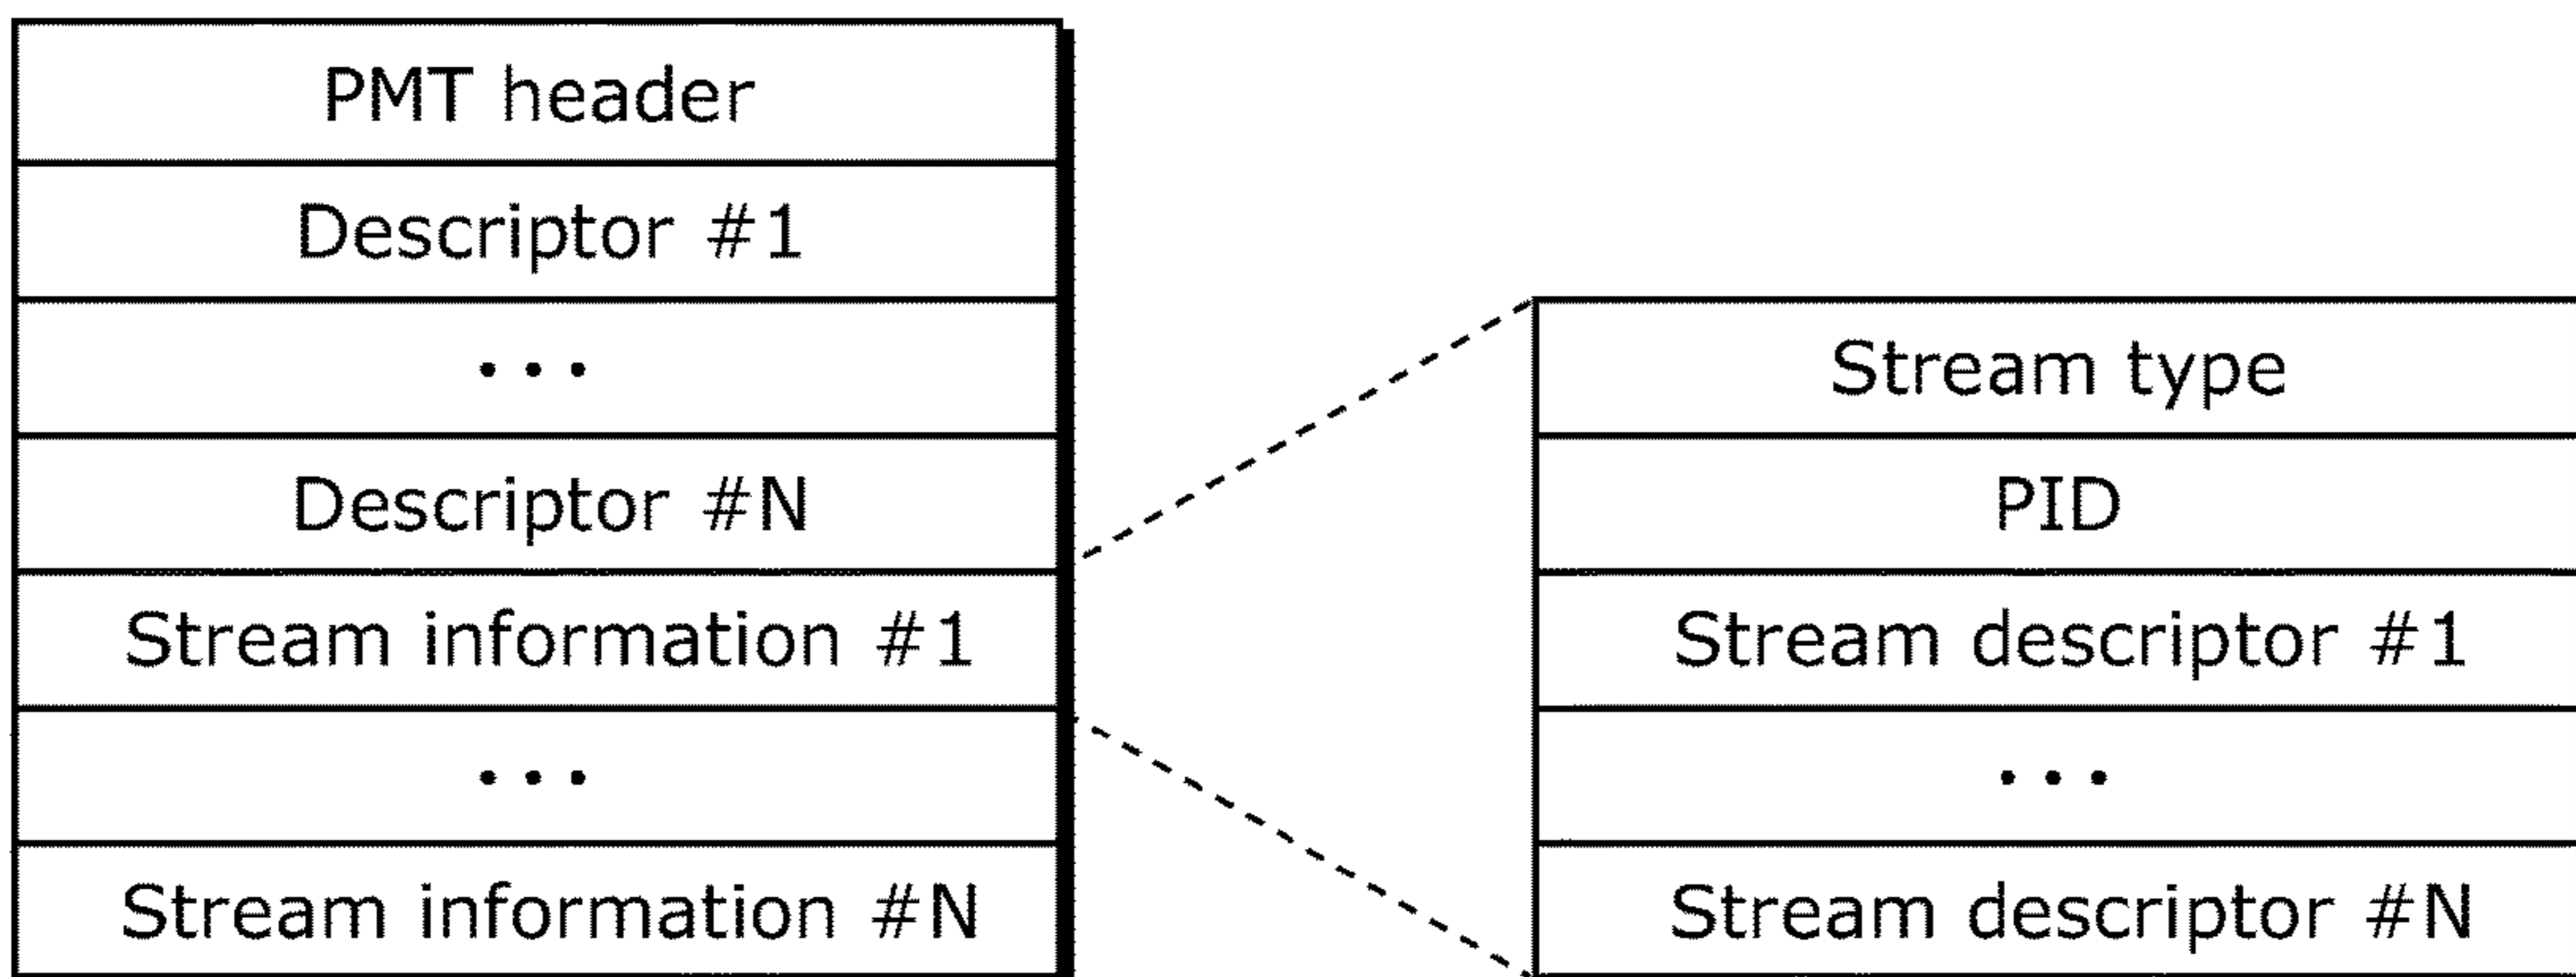 PMT header
Descriptor #1
...
Descriptor #N
Stream information #1
...
Stream information #N
Stream type
PID
Stream descriptor #1
...
Stream descriptor #N